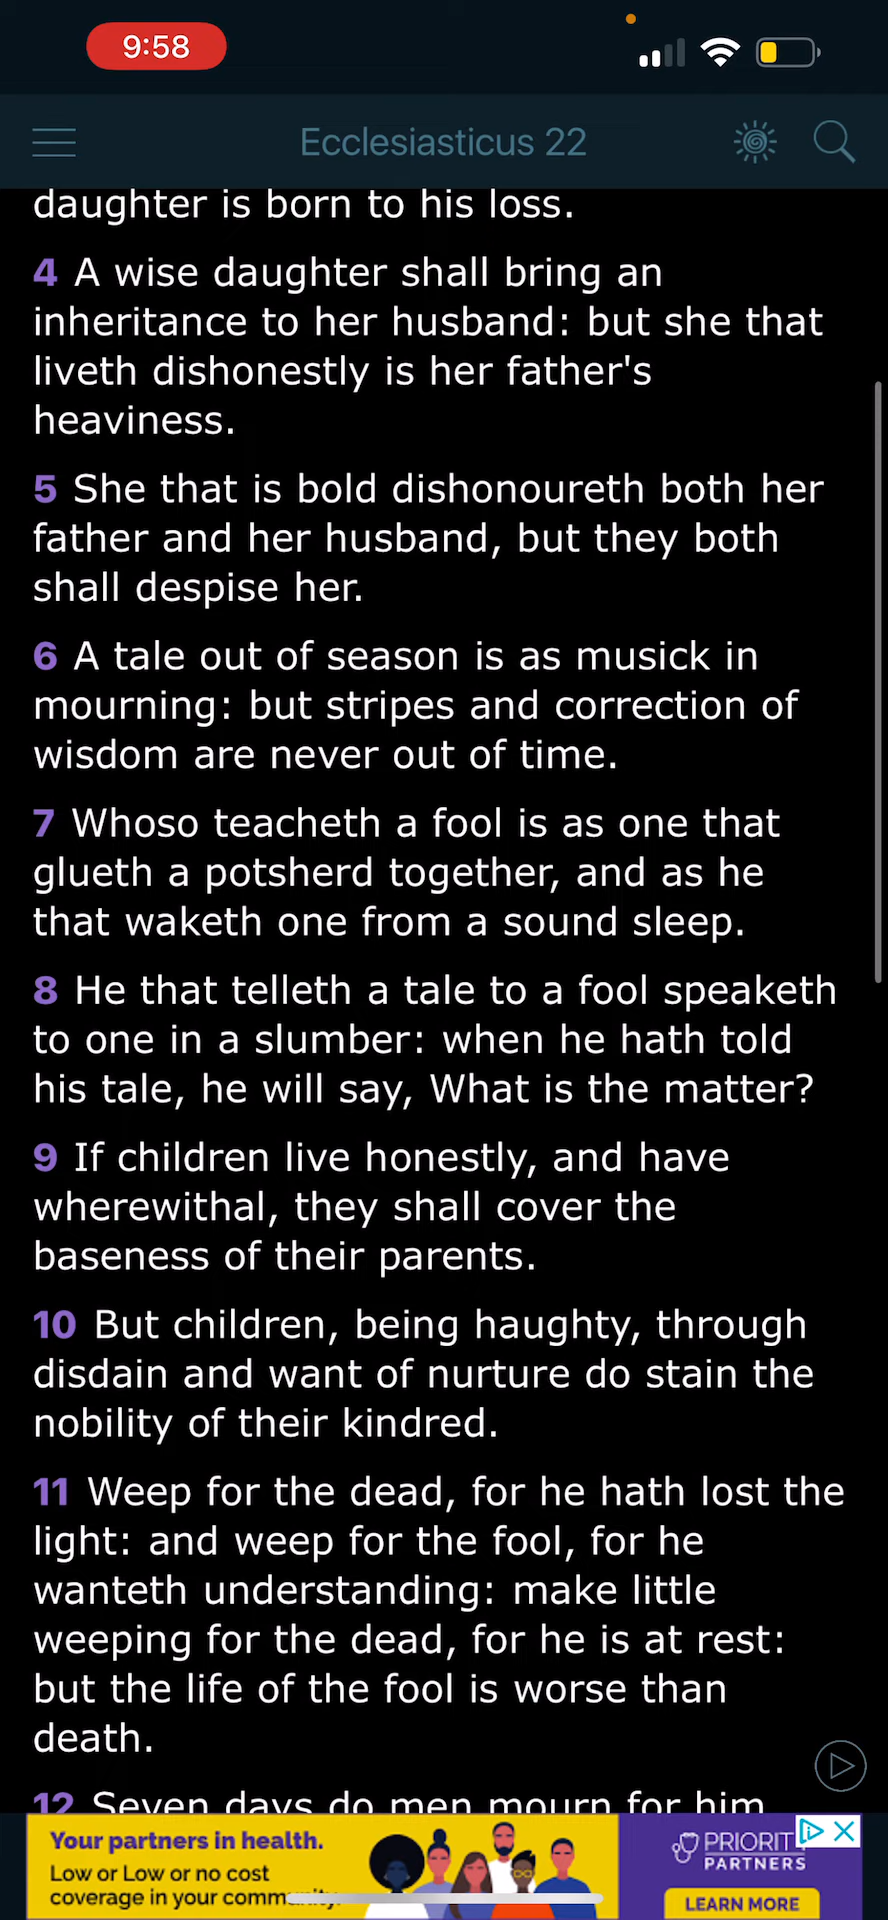 9:58
Ecclesiasticus 22
daughter is born to his loss.
4 A wise daughter shall bring an
inheritance to her husband: but she that
liveth dishonestly is her father's
heaviness.
5 She that is bold dishonoureth both her
father and her husband, but they both
shall despise her.
6 A tale out of season is as musick in
mourning: but stripes and correction of
wisdom are never out of time.
7 Whoso teacheth a fool is as one that
glueth a potsherd together, and as he
that waketh one from a sound sleep.
8 He that telleth a tale to a fool speaketh
to one in a slumber: when he hath told
his tale, he will say, What is the matter?
9 If children live honestly, and have
wherewithal, they shall cover the
baseness of their parents.
10 But children, being haughty, through
disdain and want of nurture do stain the
nobility of their kindred.
11 Weep for the dead, for he hath lost the
light: and weep for the fool, for he
wanteth understanding: make little
weeping for the dead, for he is at rest:
but the life of the fool is worse than
death.
12 Seven days do men mourn for him
Your partners in health.
Low or Low or no cost
coverage in your community.
PRIORIT
PARTNERS
LEARN MORE